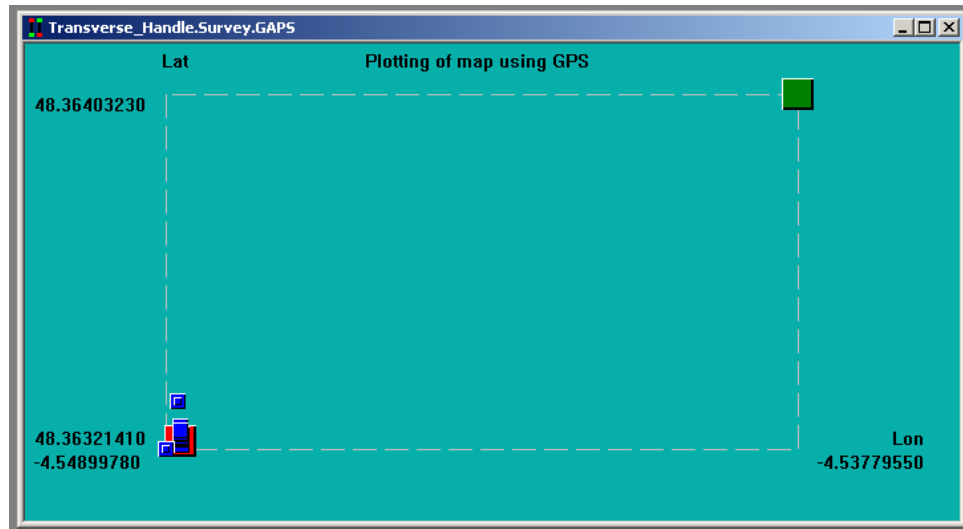 Transverse_Handle.Survey.GAPS
Lat Plotting of map using GPS
48.36403230
48.36321410 Lon
-4.54899780 -4.53779550